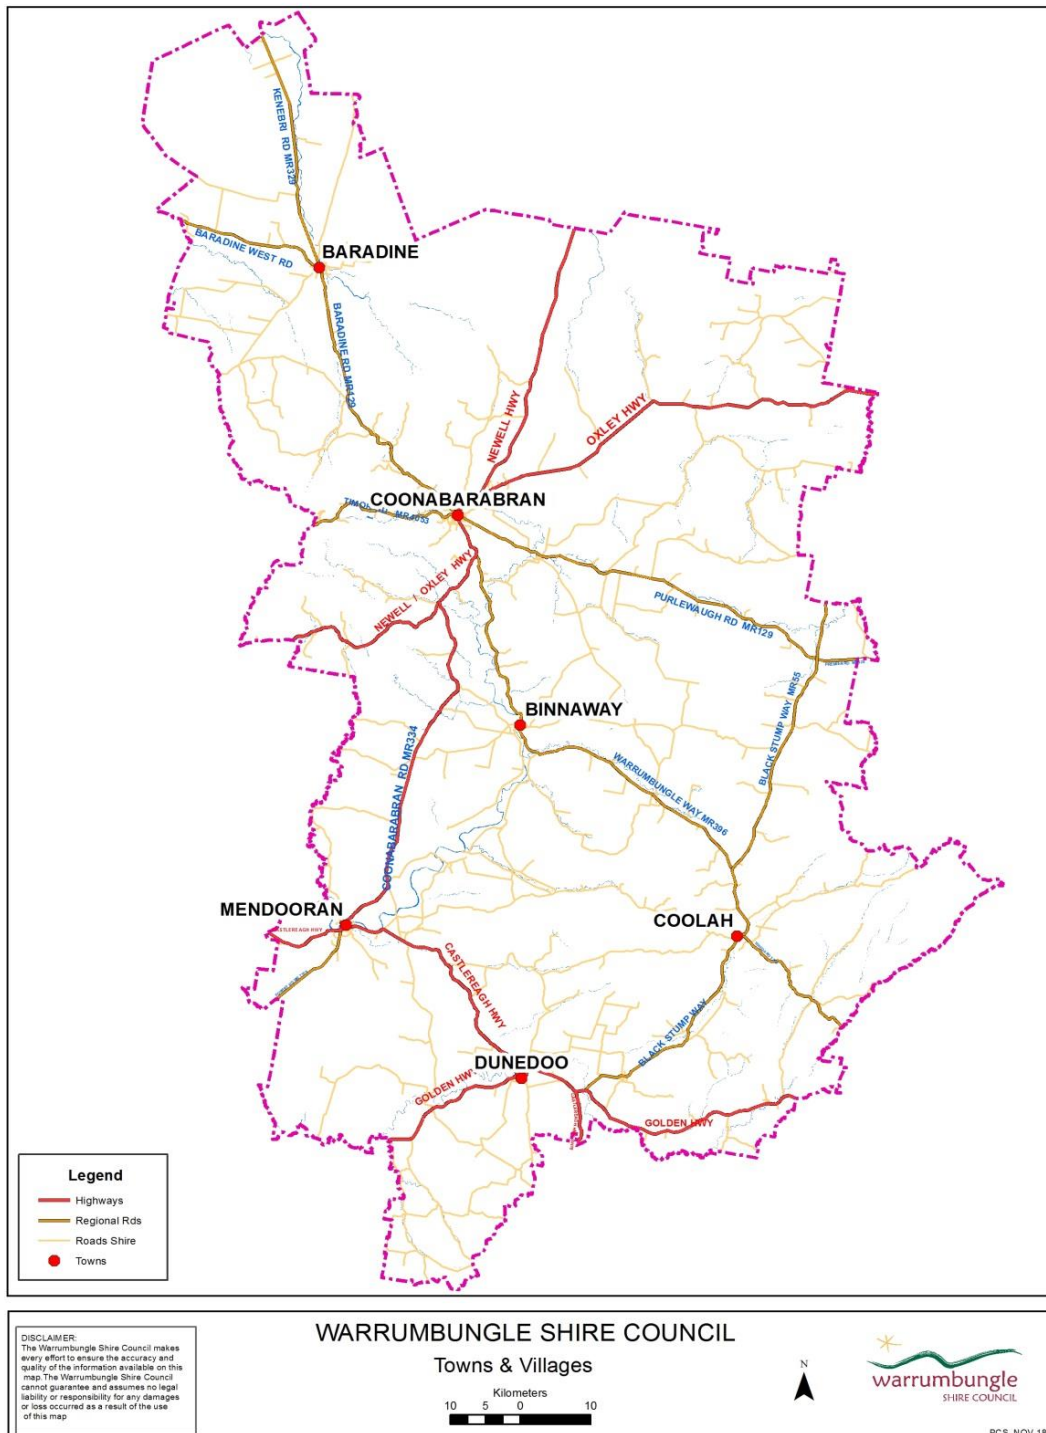 KENEBRI RD MR329
BARADINE WEST RD
BARADINE
BARADINE RD MR129
NEWELL HWY
OXLEY HWY
COONABARABRAN
MR4053
NEWELL / OXLEY HWY
PURLEWAUGH RD MR129
BLACK STUMP WAY MR55
BINNAWAY
WARRUMBUNGLE WAY MR396
COONABARABRAN RD MR334
MENDOORAN
COOLAH
CASTLEREAGH HWY
BLACK STUMP WAY
DUNEDOO
GOLDEN HWY
GOLDEN HWY
Legend
Highways
Regional Rds
Roads Shire
Towns
DISCLAIMER:
The Warrumbungle Shire Council makes
every effort to ensure the accuracy and
quality of the information available on this
map.The Warrumbungle Shire Council
cannot guarantee and assumes no legal
liability or responsibility for any damages
or loss occurred as a result of the use
of this map
WARRUMBUNGLE SHIRE COUNCIL
Towns & Villages
Kilometers
10 5 0 10
N
warrumbungle
SHIRE COUNCIL